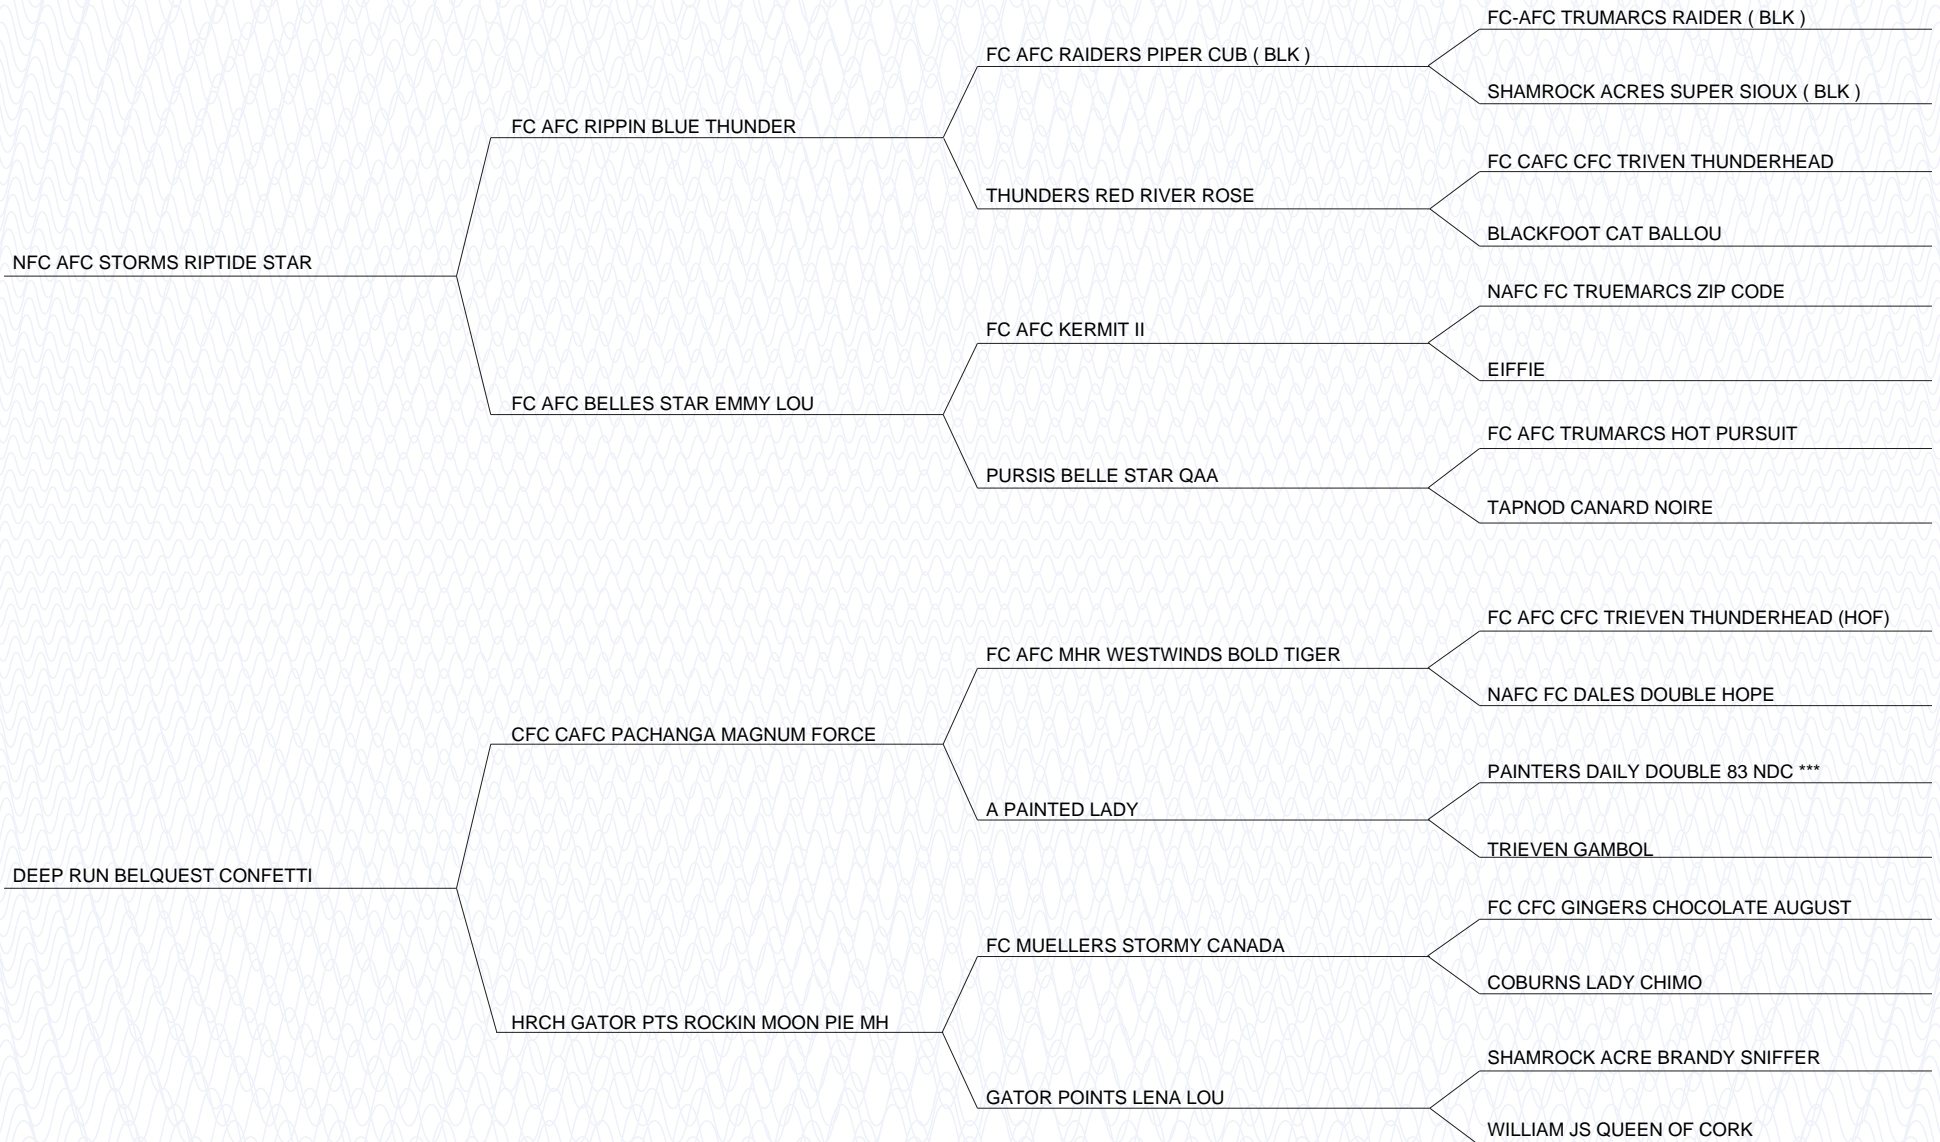 FC-AFC TRUMARCS RAIDER ( BLK )
FC AFC RAIDERS PIPER CUB ( BLK )
SHAMROCK ACRES SUPER SIOUX ( BLK )
FC AFC RIPPIN BLUE THUNDER
FC CAFC CFC TRIVEN THUNDERHEAD
THUNDERS RED RIVER ROSE
BLACKFOOT CAT BALLOU
NFC AFC STORMS RIPTIDE STAR
NAFC FC TRUEMARCS ZIP CODE
FC AFC KERMIT II
EIFFIE
FC AFC BELLES STAR EMMY LOU
FC AFC TRUMARCS HOT PURSUIT
PURSIS BELLE STAR QAA
TAPNOD CANARD NOIRE
FC AFC CFC TRIEVEN THUNDERHEAD (HOF)
FC AFC MHR WESTWINDS BOLD TIGER
NAFC FC DALES DOUBLE HOPE
CFC CAFC PACHANGA MAGNUM FORCE
PAINTERS DAILY DOUBLE 83 NDC ***
A PAINTED LADY
TRIEVEN GAMBOL
DEEP RUN BELQUEST CONFETTI
FC CFC GINGERS CHOCOLATE AUGUST
FC MUELLERS STORMY CANADA
COBURNS LADY CHIMO
HRCH GATOR PTS ROCKIN MOON PIE MH
SHAMROCK ACRE BRANDY SNIFFER
GATOR POINTS LENA LOU
WILLIAM JS QUEEN OF CORK